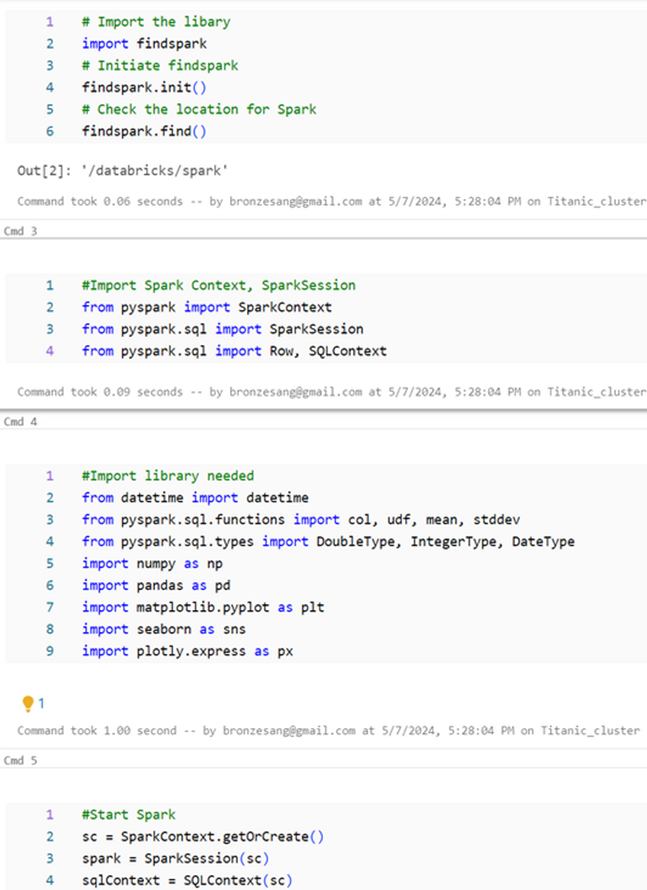 1 # Import the libary
2 import findspark
3 # Initiate findspark
4 findspark.init()
5 # Check the location for Spark
6 findspark.find()
Out[2]: '/databricks/spark'
Command took 0.06 seconds -- by bronzesang@gmail.com at 5/7/2024, 5:28:04 PM on Titanic_cluster
Cmd 3
1 #Import Spark Context, SparkSession
2 from pyspark import SparkContext
3 from pyspark.sql import SparkSession
4 from pyspark.sql import Row, SQLContext
Command took 0.09 seconds -- by bronzesang@gmail.com at 5/7/2024, 5:28:04 PM on Titanic_cluster
Cmd 4
1 #Import library needed
2 from datetime import datetime
3 from pyspark.sql.functions import col, udf, mean, stddev
4 from pyspark.sql.types import DoubleType, IntegerType, DateType
5 import numpy as np
6 import pandas as pd
7 import matplotlib.pyplot as plt
8 import seaborn as sns
9 import plotly.express as px
1
Command took 1.00 second -- by bronzesang@gmail.com at 5/7/2024, 5:28:04 PM on Titanic_cluster
Cmd 5
1 #Start Spark
2 sc = SparkContext.getOrCreate()
3 spark = SparkSession(sc)
4 sqlContext = SQLContext(sc)